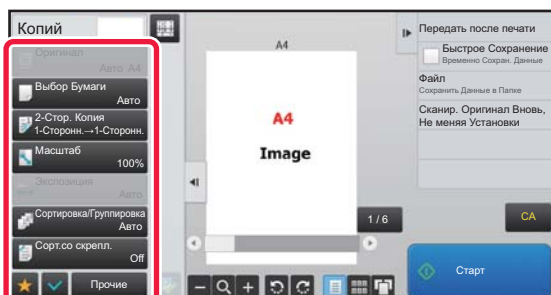 Копий
Оригинал
Авто A4
Выбор Бумаги
Авто
2-Стор. Копия
1-Сторонн.→1-Сторонн.
Масштаб
100%
Экспозиция
Авто
Сортировка/Группировка
Авто
Сорт.со скрепл.
Off
Прочие
A4
A4
Image
1 / 6
Передать после печати
Быстрое Сохранение
Временно Сохран. Данные
Файл
Сохранить Данные в Папке
Сканир. Оригинал Вновь,
Не меняя Установки
CA
Старт